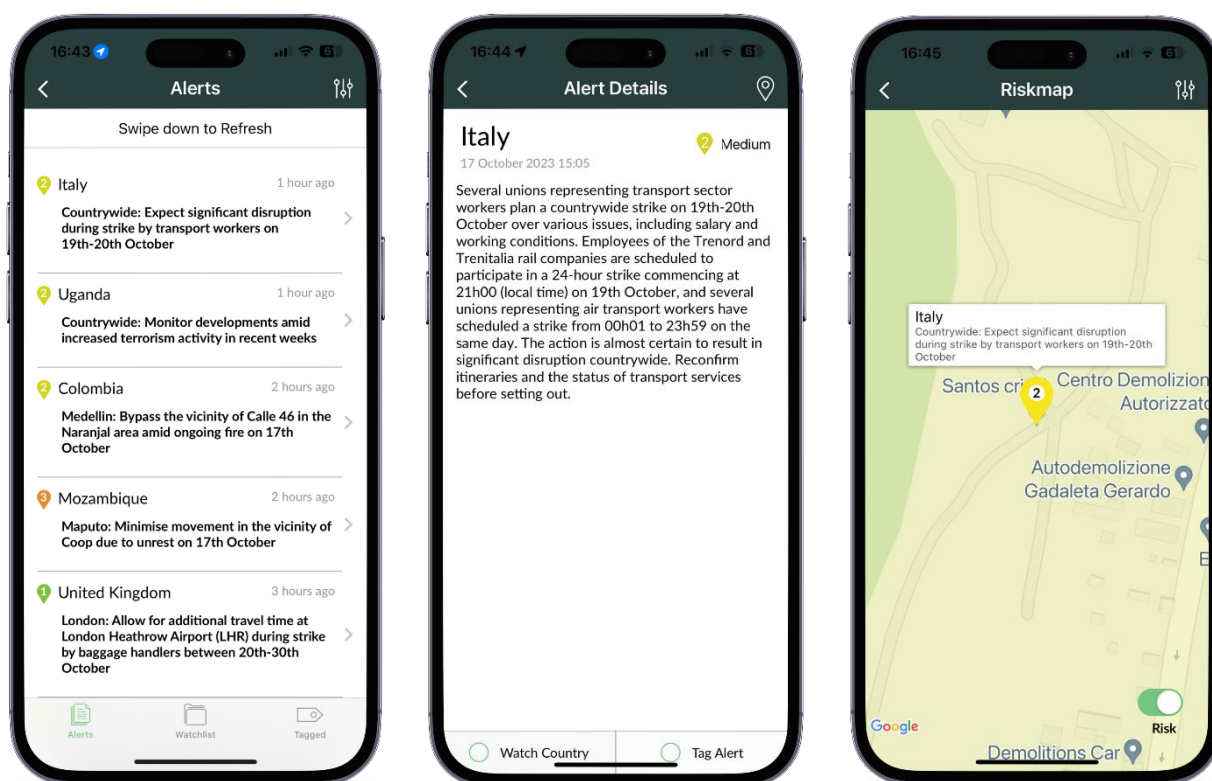 16:43
6
Alerts
Swipe down to Refresh
2 Italy 1 hour ago
Countrywide: Expect significant disruption
during strike by transport workers on
19th-20th October
2 Uganda 1 hour ago
Countrywide: Monitor developments amid
increased terrorism activity in recent weeks
2 Colombia 2 hours ago
Medellin: Bypass the vicinity of Calle 46 in the
Naranjal area amid ongoing fire on 17th
October
3 Mozambique 2 hours ago
Maputo: Minimise movement in the vicinity of
Coop due to unrest on 17th October
1 United Kingdom 3 hours ago
London: Allow for additional travel time at
London Heathrow Airport (LHR) during strike
by baggage handlers between 20th-30th
October
Alerts Watchlist Tagged
16:44
6
Alert Details
Italy
2 Medium
17 October 2023 15:05
Several unions representing transport sector
workers plan a countrywide strike on 19th-20th
October over various issues, including salary and
working conditions. Employees of the Trenord and
Trenitalia rail companies are scheduled to
participate in a 24-hour strike commencing at
21h00 (local time) on 19th October, and several
unions representing air transport workers have
scheduled a strike from 00h01 to 23h59 on the
same day. The action is almost certain to result in
significant disruption countrywide. Reconfirm
itineraries and the status of transport services
before setting out.
Watch Country Tag Alert
16:45
6
Riskmap
Italy
Countrywide: Expect significant disruption
during strike by transport workers on 19th-20th
October
Santos cri
2
Centro Demolizion
Autorizzato
Autodemolizione
Gadaleta Gerardo
E
Google
Risk
Demolitions Car